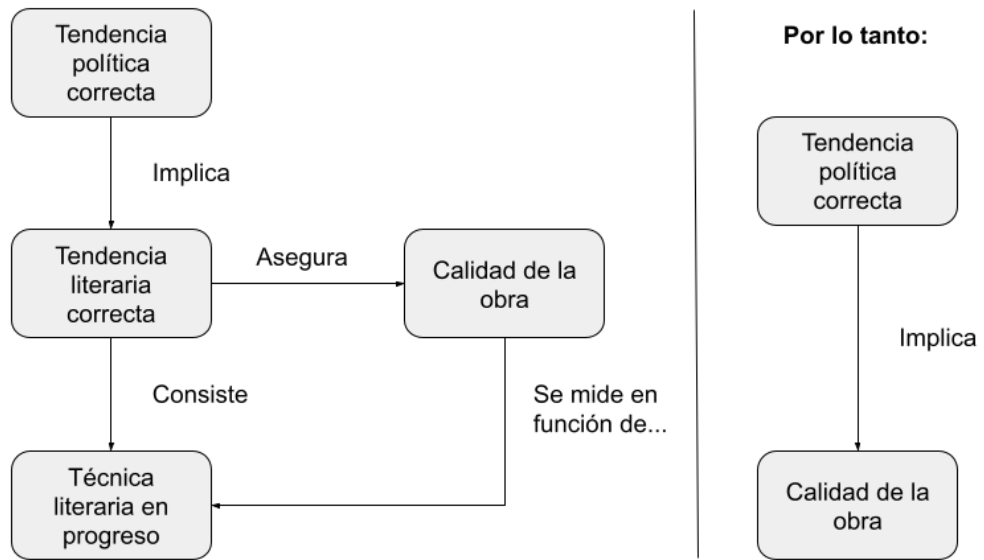 Tendencia
política
correcta
Implica
Tendencia
literaria
correcta
Asegura
Calidad de la
obra
Consiste
Se mide en
función de...
Técnica
literaria en
progreso
Por lo tanto:
Tendencia
política
correcta
Implica
Calidad de la
obra